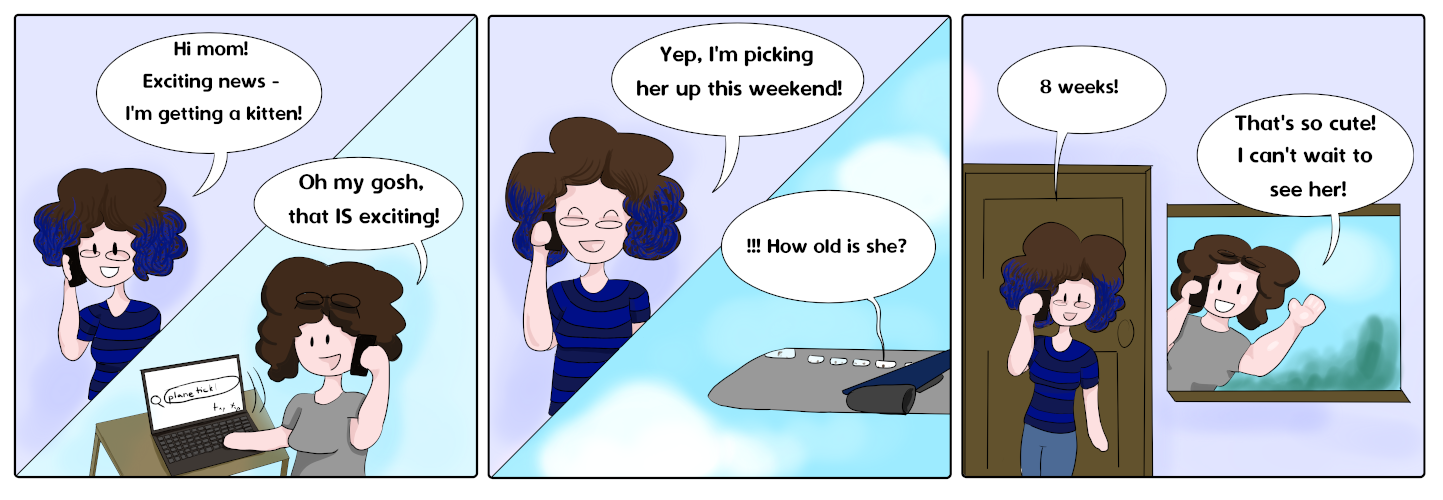 Hi mom!
Exciting news -
I'm getting a kitten!
Oh my gosh,
that IS exciting!
plane tick
Yep, I'm picking
her up this weekend!
!!! How old is she?
8 weeks!
That's so cute!
I can't wait to
see her!